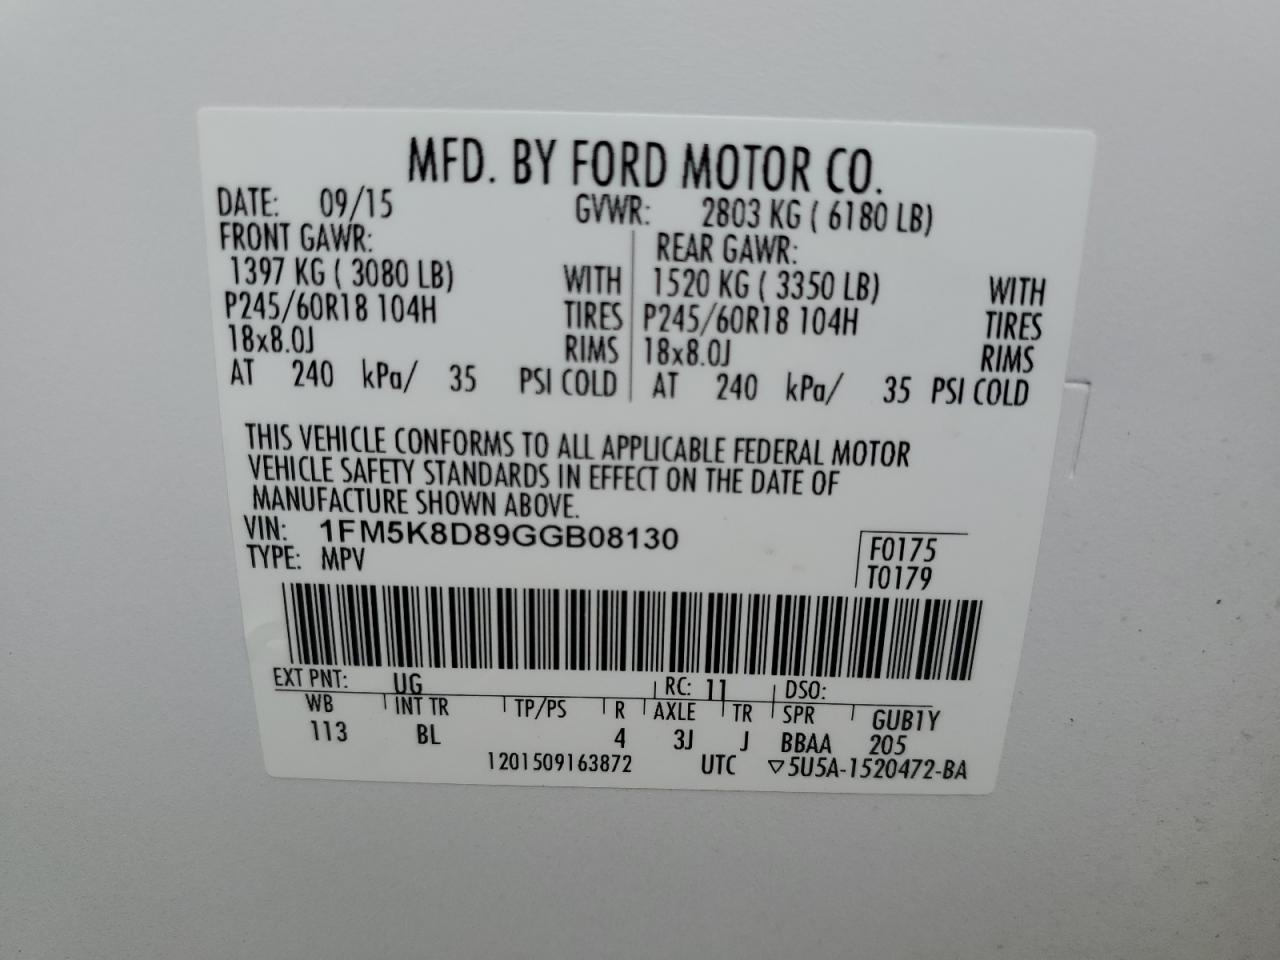 MFD. BY FORD MOTOR CO.
DATE: 09/15 GVWR: 2803 KG ( 6180 LB)
FRONT GAWR: REAR GAWR:
1397 KG ( 3080 LB) WITH 1520 KG ( 3350 LB) WITH
P245/60R18 104H TIRES P245/60R18 104H TIRES
18x8.0J RIMS 18x8.0J RIMS
AT 240 kPa/ 35 PSI COLD AT 240 kPa/ 35 PSI COLD
THIS VEHICLE CONFORMS TO ALL APPLICABLE FEDERAL MOTOR
VEHICLE SAFETY STANDARDS IN EFFECT ON THE DATE OF
MANUFACTURE SHOWN ABOVE.
VIN: 1FM5K8D89GGB08130
TYPE: MPV
F0175
T0179
EXT PNT: UG RC: 11 DSO:
WB INT TR TP/PS R AXLE TR SPR GUB1Y
113 BL 4 3J J BBAA 205
1201509163872 UTC ▽5U5A-1520472-BA